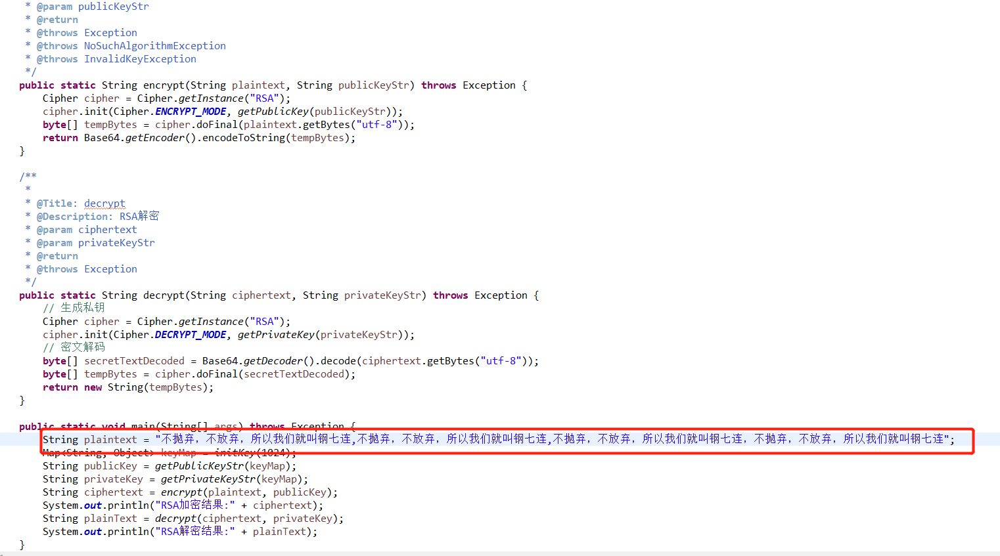 * @param publicKeyStr
* @return
* @throws Exception
* @throws NoSuchAlgorithmException
* @throws InvalidKeyException
*/
public static String encrypt(String plaintext, String publicKeyStr) throws Exception {
Cipher cipher = Cipher.getInstance("RSA");
cipher.init(Cipher.ENCRYPT_MODE, getPublicKey(publicKeyStr));
byte[] tempBytes = cipher.doFinal(plaintext.getBytes("utf-8"));
return Base64.getEncoder().encodeToString(tempBytes);
}
/**
*
* @Title: decrypt
* @Description: RSA解密
* @param ciphertext
* @param privateKeyStr
* @return
* @throws Exception
*/
public static String decrypt(String ciphertext, String privateKeyStr) throws Exception {
// 生成私钥
Cipher cipher = Cipher.getInstance("RSA");
cipher.init(Cipher.DECRYPT_MODE, getPrivateKey(privateKeyStr));
// 密文解码
byte[] secretTextDecoded = Base64.getDecoder().decode(ciphertext.getBytes("utf-8"));
byte[] tempBytes = cipher.doFinal(secretTextDecoded);
return new String(tempBytes);
}
public static void main(String[] args) throws Exception {
String plaintext = "不抛弃，不放弃，所以我们就叫钢七连,不抛弃，不放弃，所以我们就叫钢七连,不抛弃，不放弃，所以我们就叫钢七连，不抛弃，不放弃，所以我们就叫钢七连";
Map<String, Object> keyMap = initKey(1024);
String publicKey = getPublicKeyStr(keyMap);
String privateKey = getPrivateKeyStr(keyMap);
String ciphertext = encrypt(plaintext, publicKey);
System.out.println("RSA加密结果:" + ciphertext);
String plainText = decrypt(ciphertext, privateKey);
System.out.println("RSA解密结果:" + plainText);
}